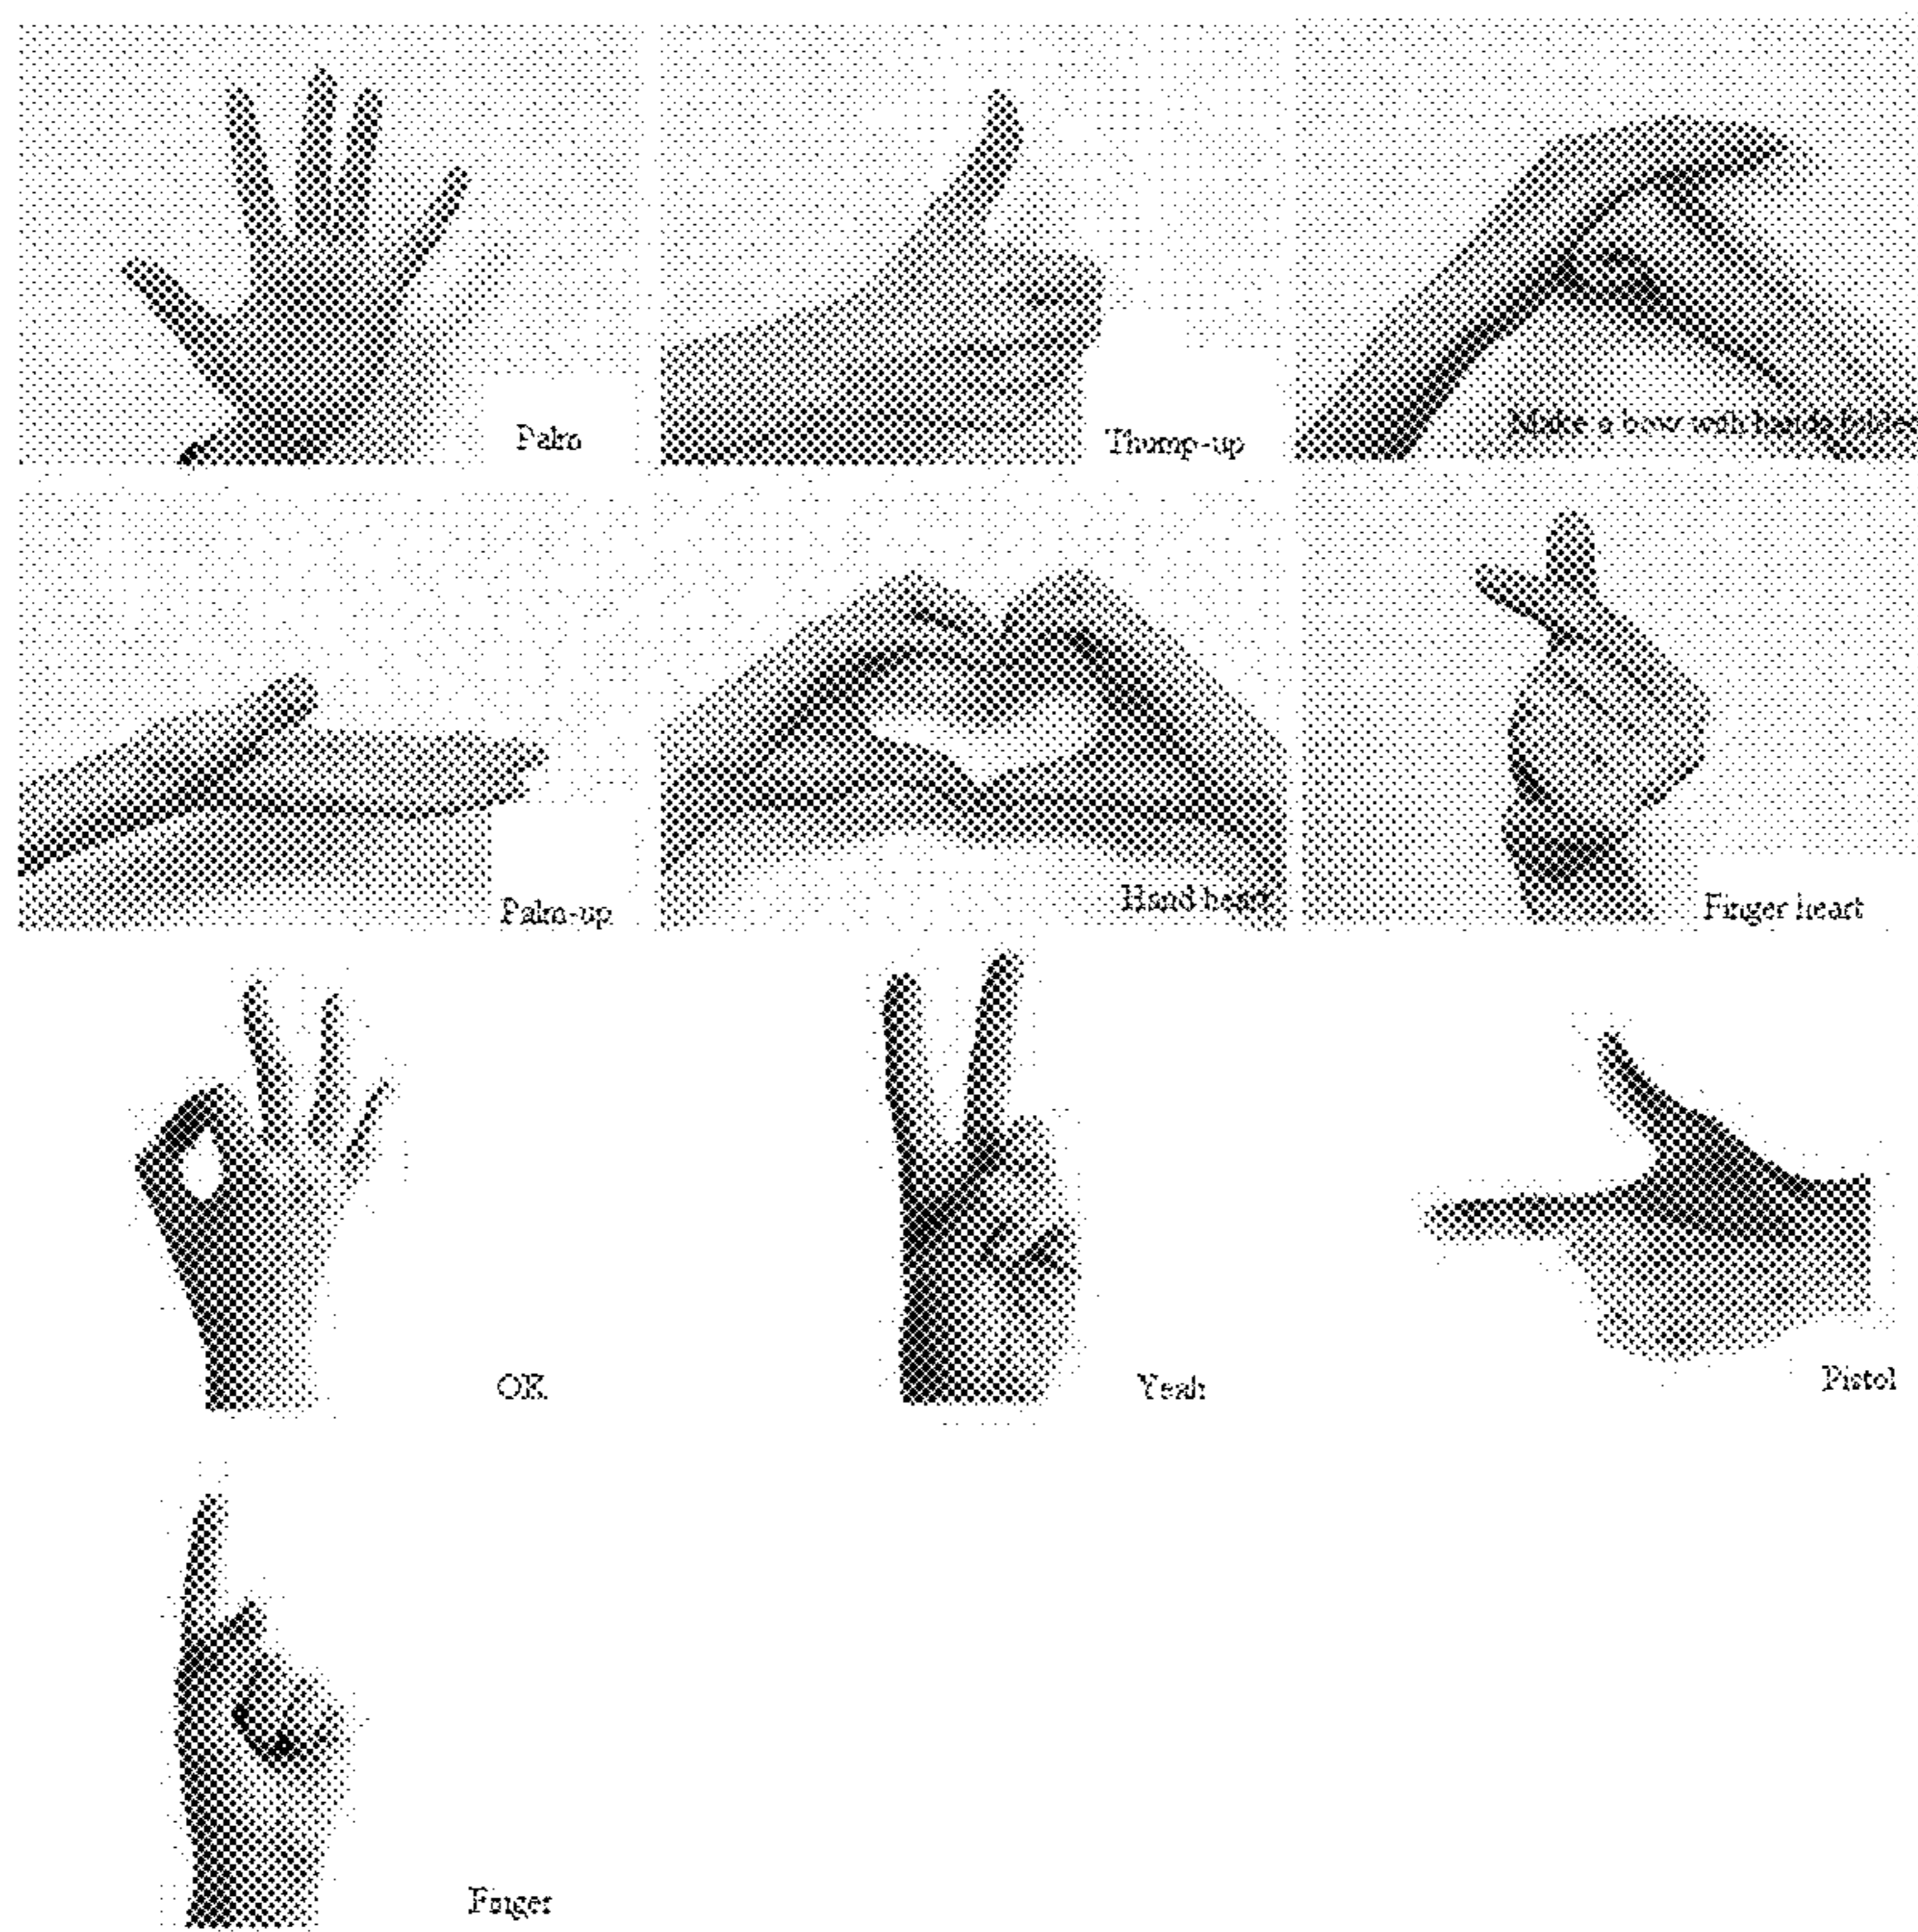 Palm
Thump-up
Make a bow with hands folded
Palm-up
Hand heart
Finger heart
OK
Yeah
Pistol
Finger